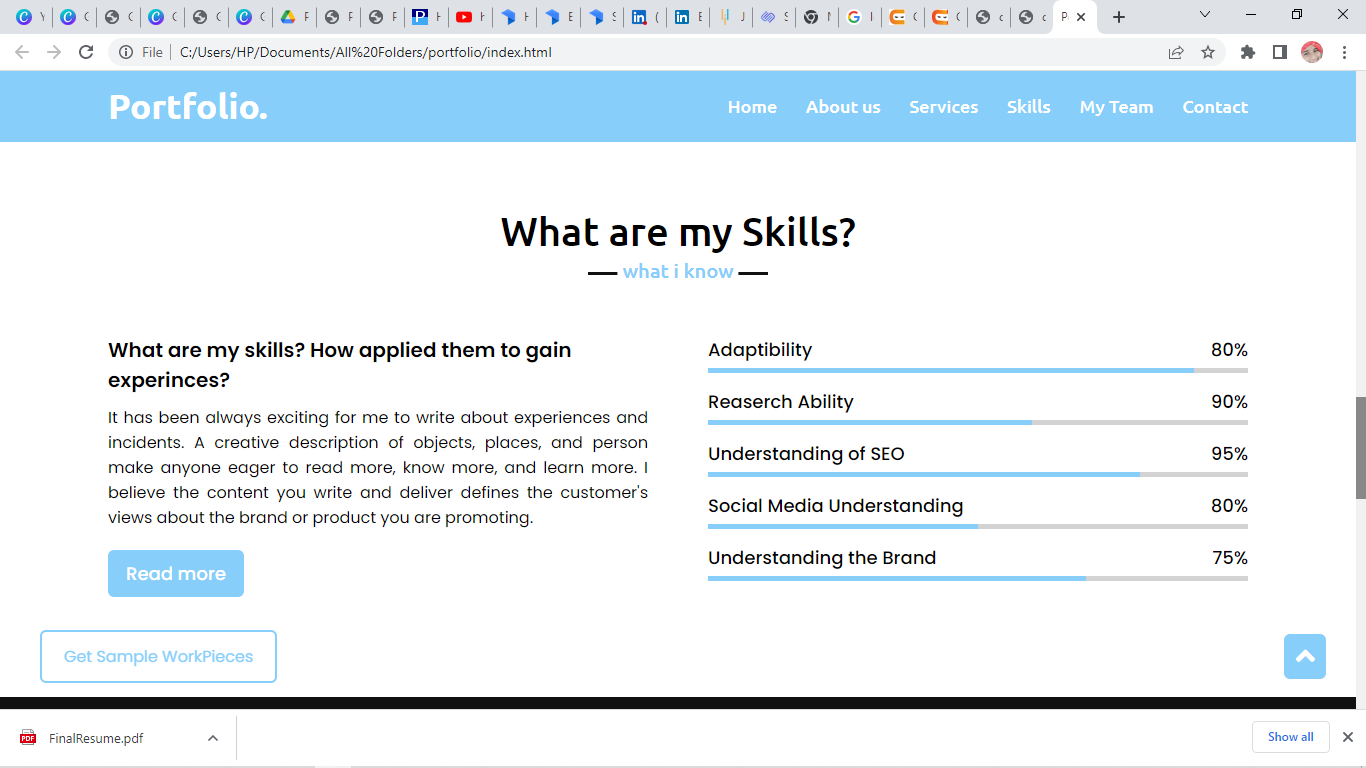 File
C:/Users/HP/Documents/All%20Folders/portfolio/index.html
Portfolio.
Home About us Services Skills My Team Contact
What are my Skills?
what i know
What are my skills? How applied them to gain
experinces?
It has been always exciting for me to write about experiences and
incidents. A creative description of objects, places, and person
make anyone eager to read more, know more, and learn more. I
believe the content you write and deliver defines the customer's
views about the brand or product you are promoting.
Read more
Get Sample WorkPieces
Adaptibility 80%
Reaserch Ability 90%
Understanding of SEO 95%
Social Media Understanding 80%
Understanding the Brand 75%
FinalResume.pdf
Show all